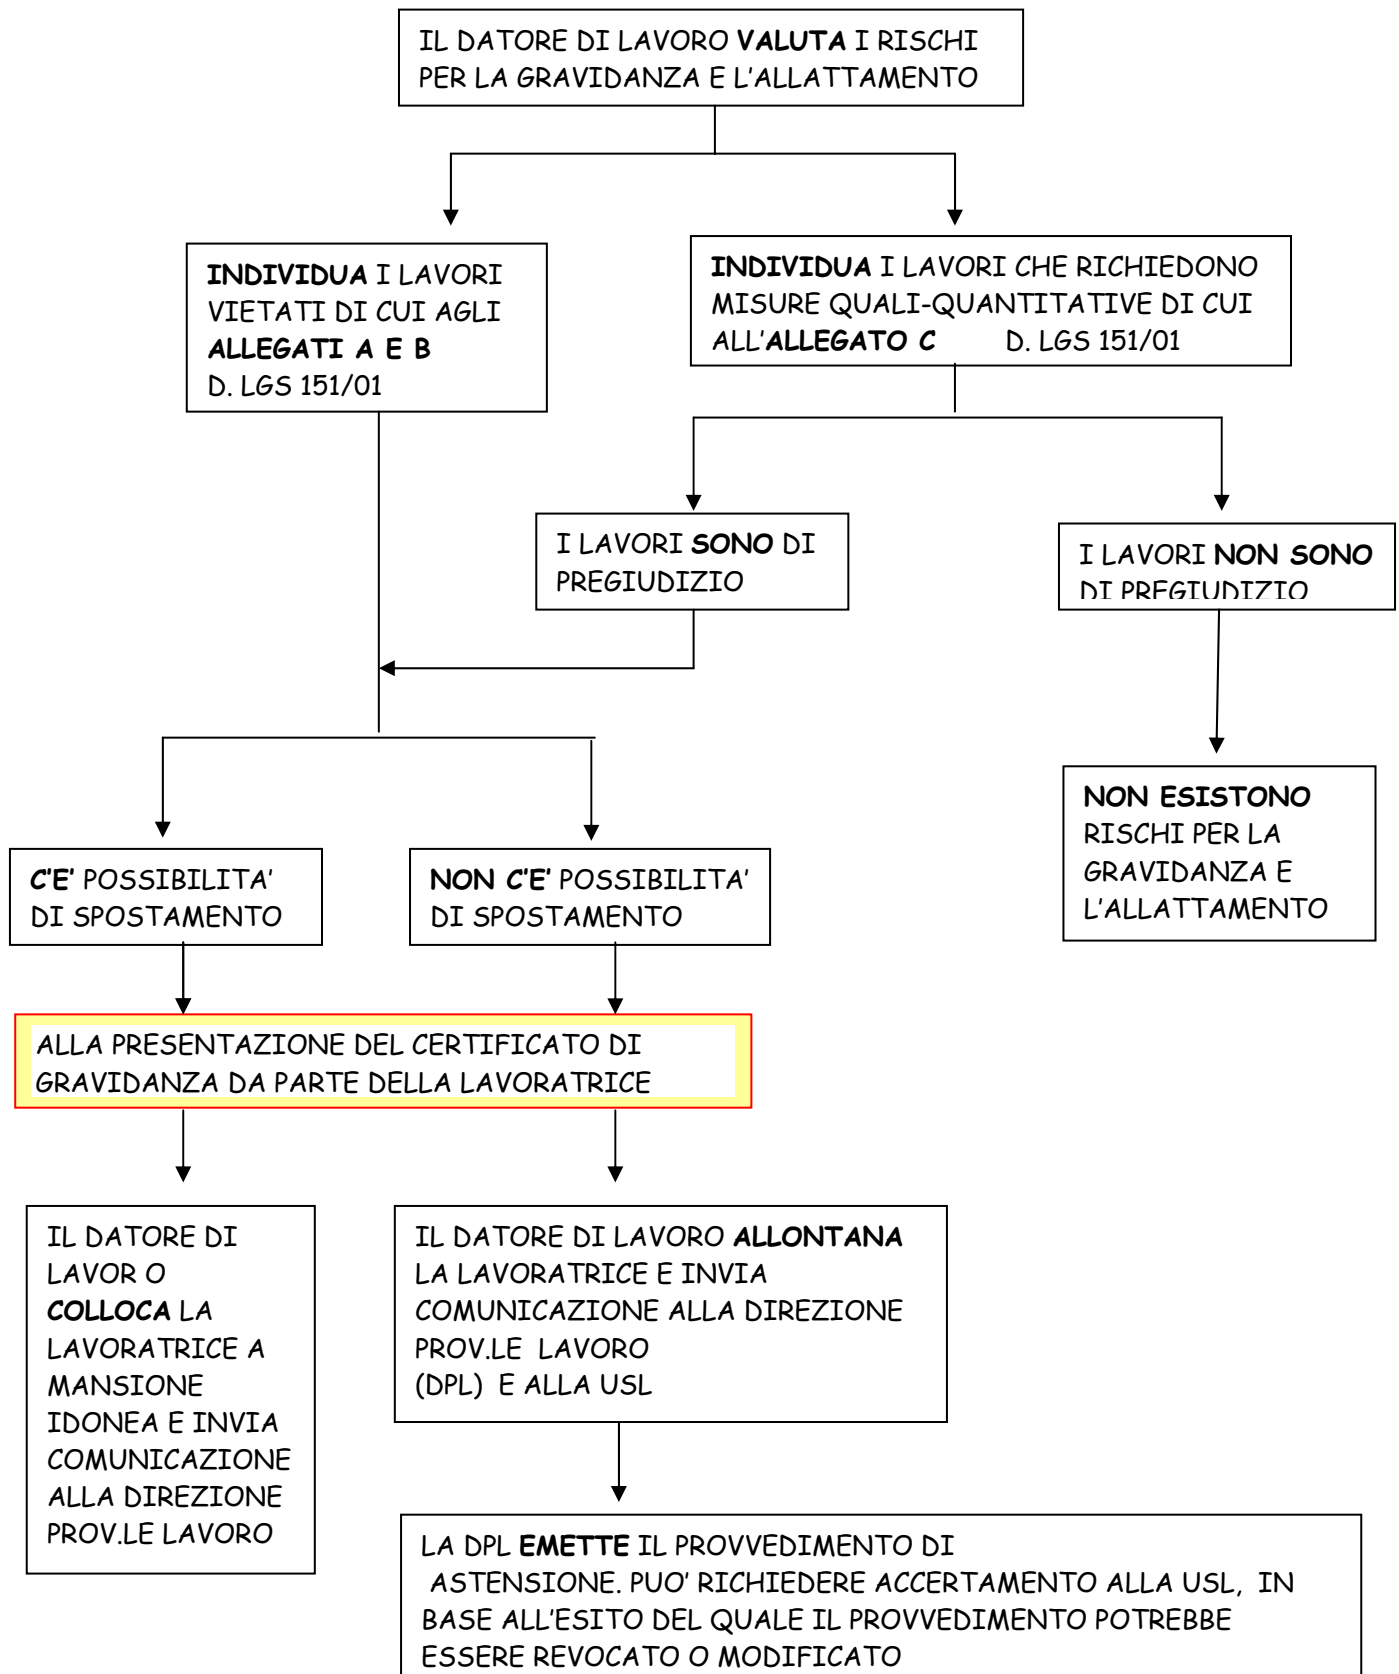 IL DATORE DI LAVORO VALUTA I RISCHI
PER LA GRAVIDANZA E L'ALLATTAMENTO
INDIVIDUA I LAVORI
VIETATI DI CUI AGLI
ALLEGATI A E B
D. LGS 151/01
INDIVIDUA I LAVORI CHE RICHIEDONO
MISURE QUALI-QUANTITATIVE DI CUI
ALL'ALLEGATO C D. LGS 151/01
I LAVORI SONO DI
PREGIUDIZIO
I LAVORI NON SONO
DI PREGIUDIZIO
NON ESISTONO
RISCHI PER LA
GRAVIDANZA E
L'ALLATTAMENTO
C'E' POSSIBILITA'
DI SPOSTAMENTO
NON C'E' POSSIBILITA'
DI SPOSTAMENTO
ALLA PRESENTAZIONE DEL CERTIFICATO DI
GRAVIDANZA DA PARTE DELLA LAVORATRICE
IL DATORE DI
LAVOR O
COLLOCA LA
LAVORATRICE A
MANSIONE
IDONEA E INVIA
COMUNICAZIONE
ALLA DIREZIONE
PROV.LE LAVORO
IL DATORE DI LAVORO ALLONTANA
LA LAVORATRICE E INVIA
COMUNICAZIONE ALLA DIREZIONE
PROV.LE LAVORO
(DPL) E ALLA USL
LA DPL EMETTE IL PROVVEDIMENTO DI
ASTENSIONE. PUO' RICHIEDERE ACCERTAMENTO ALLA USL, IN
BASE ALL'ESITO DEL QUALE IL PROVVEDIMENTO POTREBBE
ESSERE REVOCATO O MODIFICATO